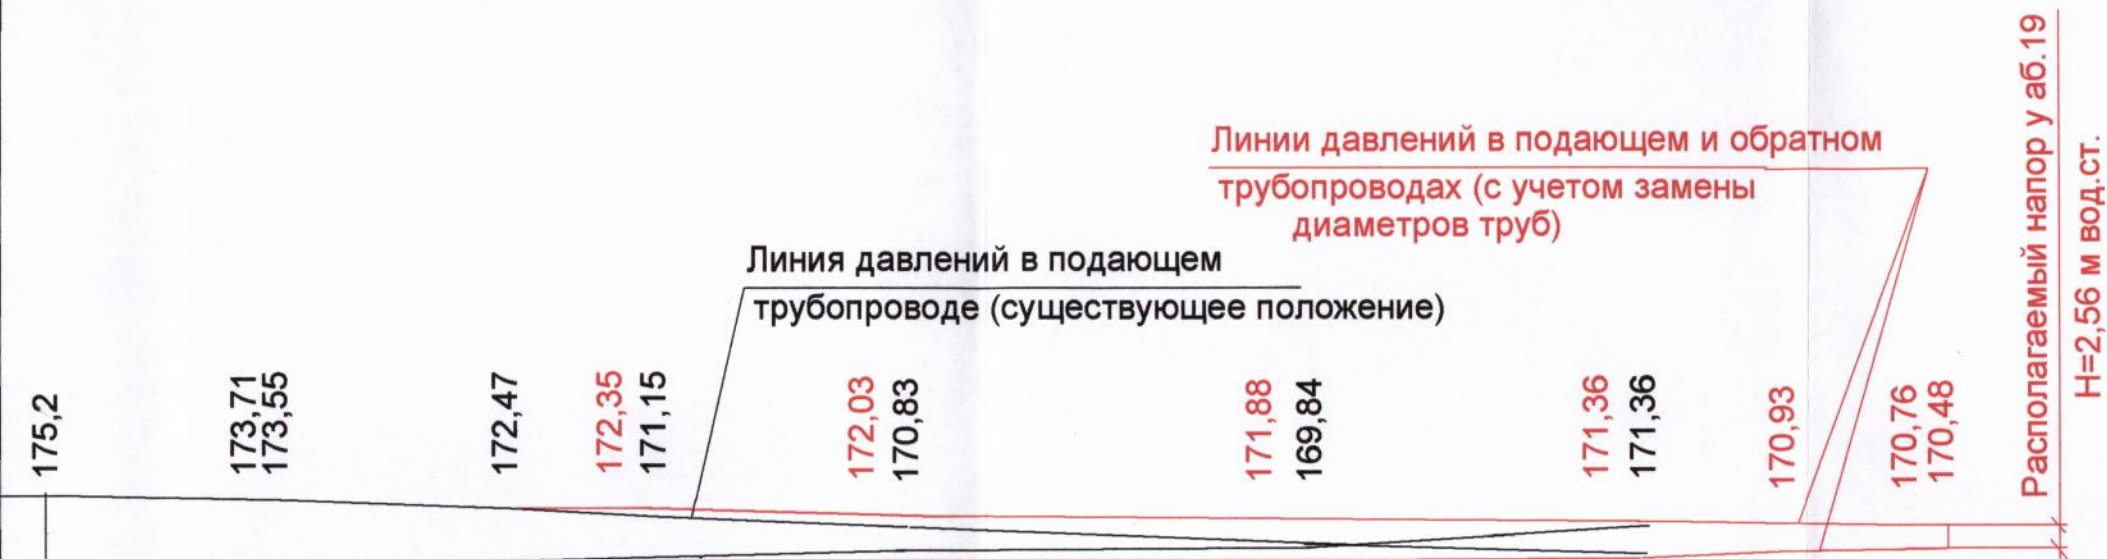 Линии давлений в подающем и обратном
трубопроводах (с учетом замены
диаметров труб)
Линия давлений в подающем
трубопроводе (существующее положение)
175,2
173,71
173,55
172,47
172,35
171,15
172,03
170,83
171,88
169,84
171,36
171,36
170,93
170,76
170,48
Располагаемый напор у аб.19
Н=2,56 м вод.ст.